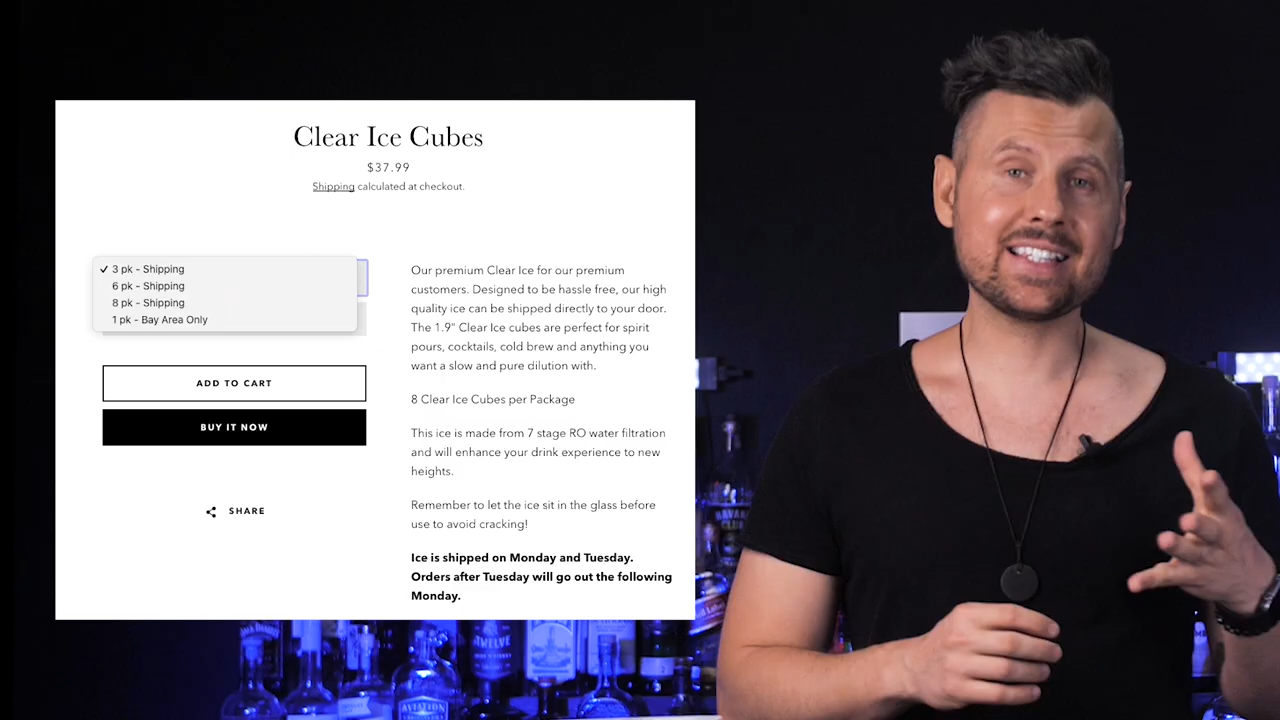 Clear Ice Cubes
$37.99
Shipping calculated at checkout.
✓ 3 pk - Shipping
6 pk - Shipping
8 pk - Shipping
1 pk - Bay Area Only
ADD TO CART
BUY IT NOW
SHARE
Our premium Clear Ice for our premium
customers. Designed to be hassle free, our high
quality ice can be shipped directly to your door.
The 1.9" Clear Ice cubes are perfect for spirit
pours, cocktails, cold brew and anything you
want a slow and pure dilution with.
8 Clear Ice Cubes per Package
This ice is made from 7 stage RO water filtration
and will enhance your drink experience to new
heights.
Remember to let the ice sit in the glass before
use to avoid cracking!
Ice is shipped on Monday and Tuesday.
Orders after Tuesday will go out the following
Monday.
HAVANA
CLUB
TWELVE
AVIATION